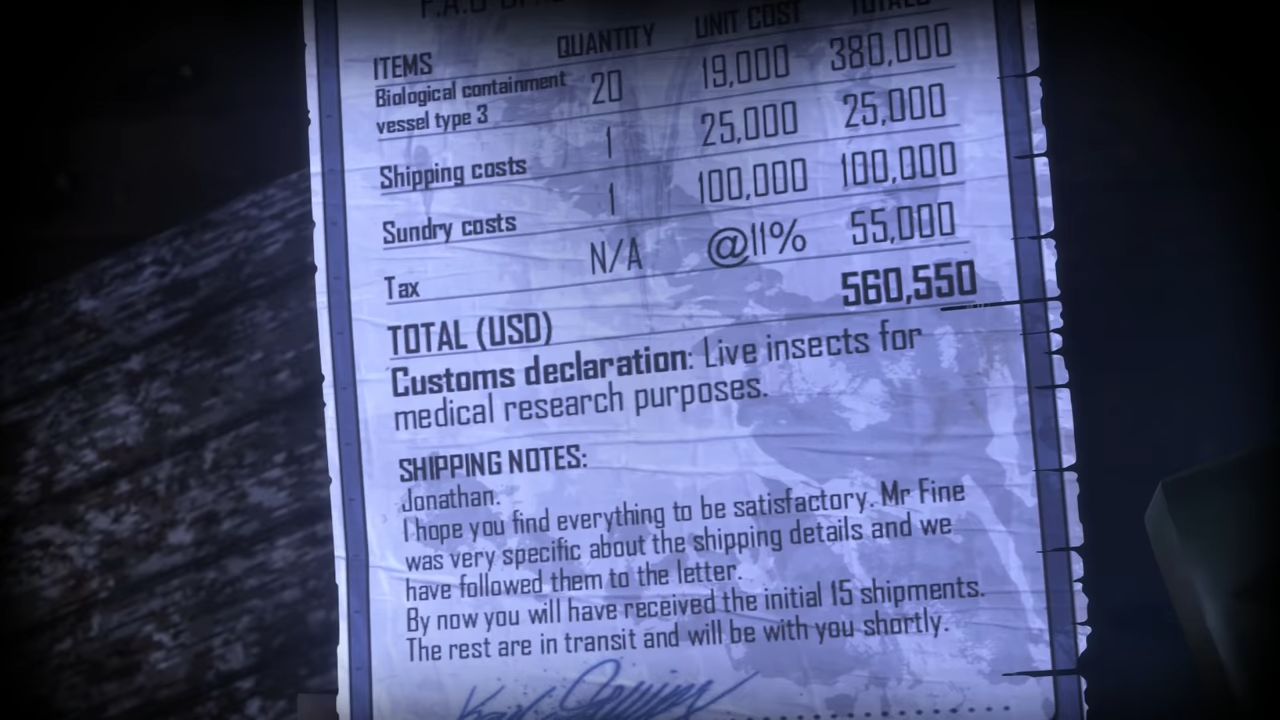 ITEMS QUANTITY UNIT COST TOTALS
Biological containment
vessel type 3 20 19,000 380,000
Shipping costs 1 25,000 25,000
Sundry costs 1 100,000 100,000
Tax N/A @11% 55,000
TOTAL (USD) 560,550
Customs declaration: Live insects for
medical research purposes.
SHIPPING NOTES:
Jonathan.
I hope you find everything to be satisfactory. Mr Fine
was very specific about the shipping details and we
have followed them to the letter.
By now you will have received the initial 15 shipments.
The rest are in transit and will be with you shortly.